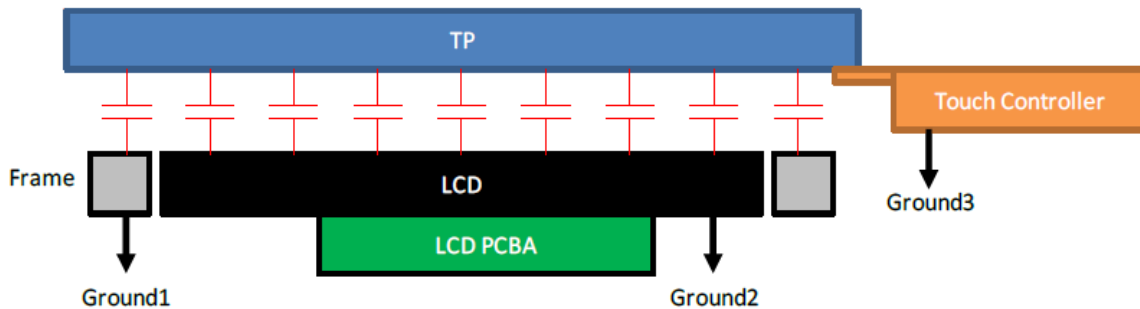 TP
Touch Controller
Frame
LCD
Ground3
LCD PCBA
Ground1
Ground2